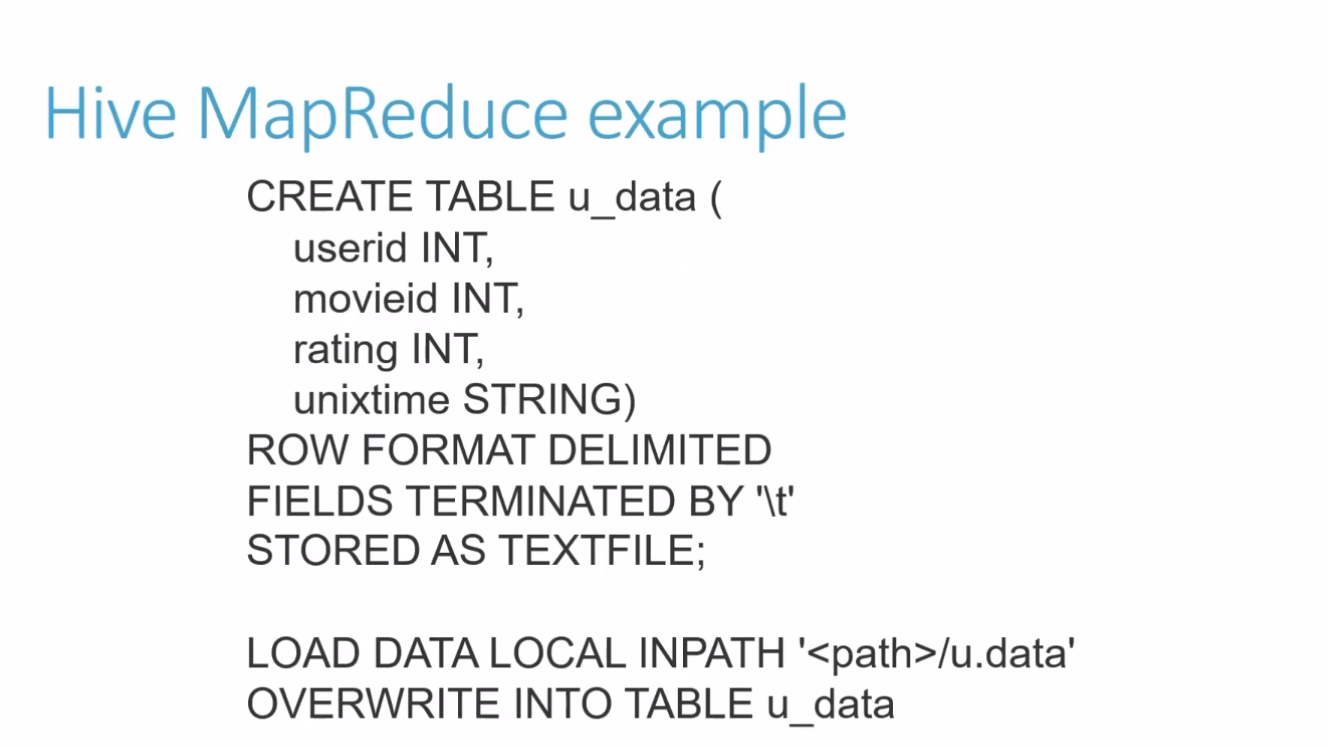 Hive MapReduce example
CREATE TABLE u_data (
userid INT,
movieid INT,
rating INT,
unixtime STRING)
ROW FORMAT DELIMITED
FIELDS TERMINATED BY '\t'
STORED AS TEXTFILE;
LOAD DATA LOCAL INPATH '<path>/u.data'
OVERWRITE INTO TABLE u_data